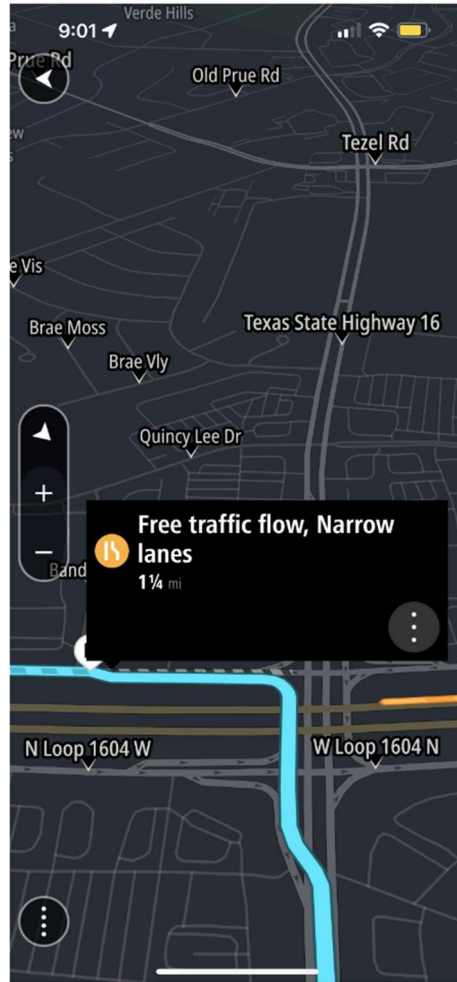 Verde Hills
9:01
Prue Rd
Old Prue Rd
Tezel Rd
e Vis
Brae Moss
Texas State Highway 16
Brae Vly
Quincy Lee Dr
+
Free traffic flow, Narrow
lanes
−
Band
1¼ mi
N Loop 1604 W
W Loop 1604 N